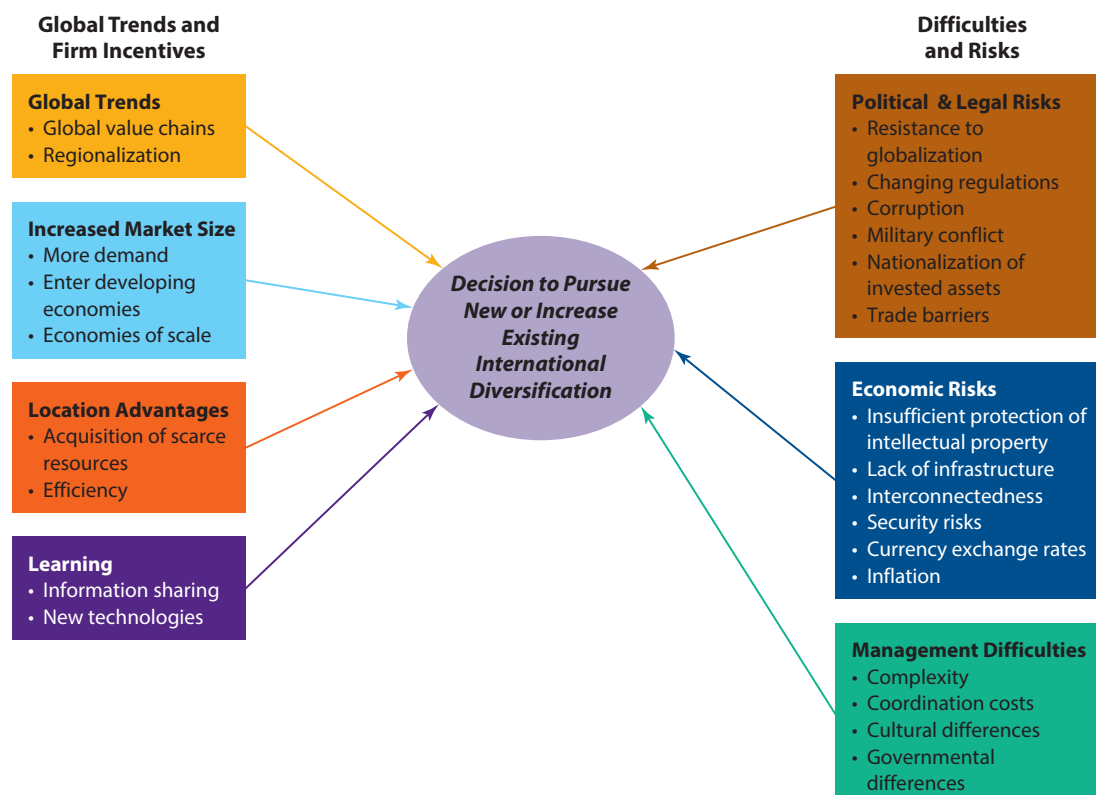 Global Trends and
Firm Incentives
Global Trends
• Global value chains
• Regionalization
Increased Market Size
• More demand
• Enter developing
economies
• Economies of scale
Location Advantages
• Acquisition of scarce
resources
• Efficiency
Learning
• Information sharing
• New technologies
Decision to Pursue
New or Increase
Existing
International
Diversification
Difficulties
and Risks
Political & Legal Risks
• Resistance to
globalization
• Changing regulations
• Corruption
• Military conflict
• Nationalization of
invested assets
• Trade barriers
Economic Risks
• Insufficient protection of
intellectual property
• Lack of infrastructure
• Interconnectedness
• Security risks
• Currency exchange rates
• Inflation
Management Difficulties
• Complexity
• Coordination costs
• Cultural differences
• Governmental
differences